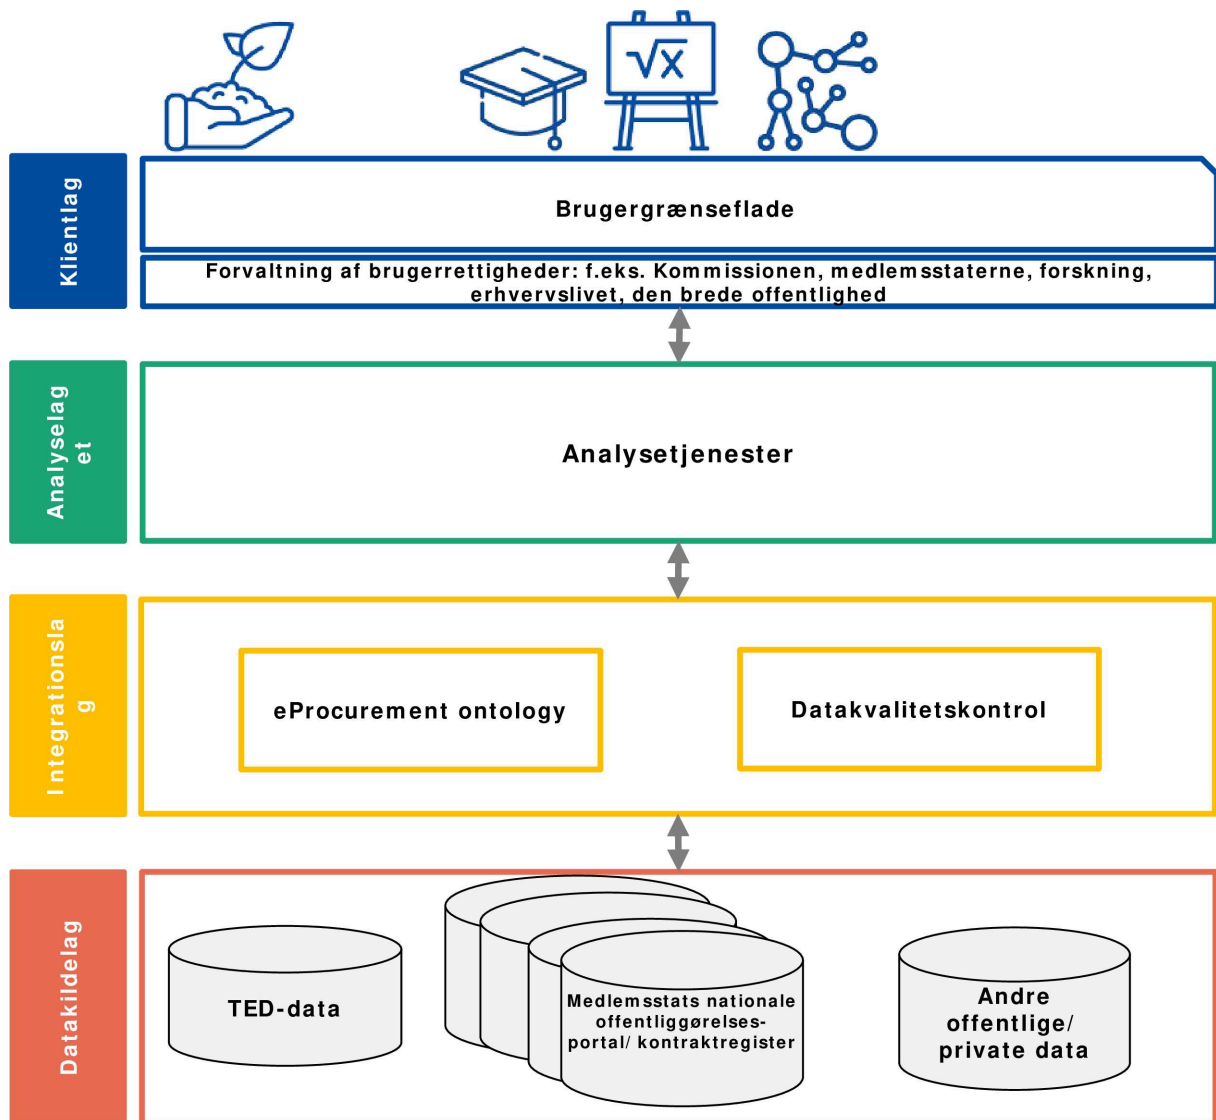 √x
Klientlag
Brugergrænseflade
Forvaltning af brugerrettigheder: f.eks. Kommissionen, medlemsstaterne, forskning,
erhvervslivet, den brede offentlighed
Analyselag
et
Analysetjenester
Integrationsla
g
eProcurement ontology
Datakvalitetskontrol
Datakildelag
TED-data
Medlemsstats nationale
offentliggørelses-
portal/ kontraktregister
Andre
offentlige/
private data